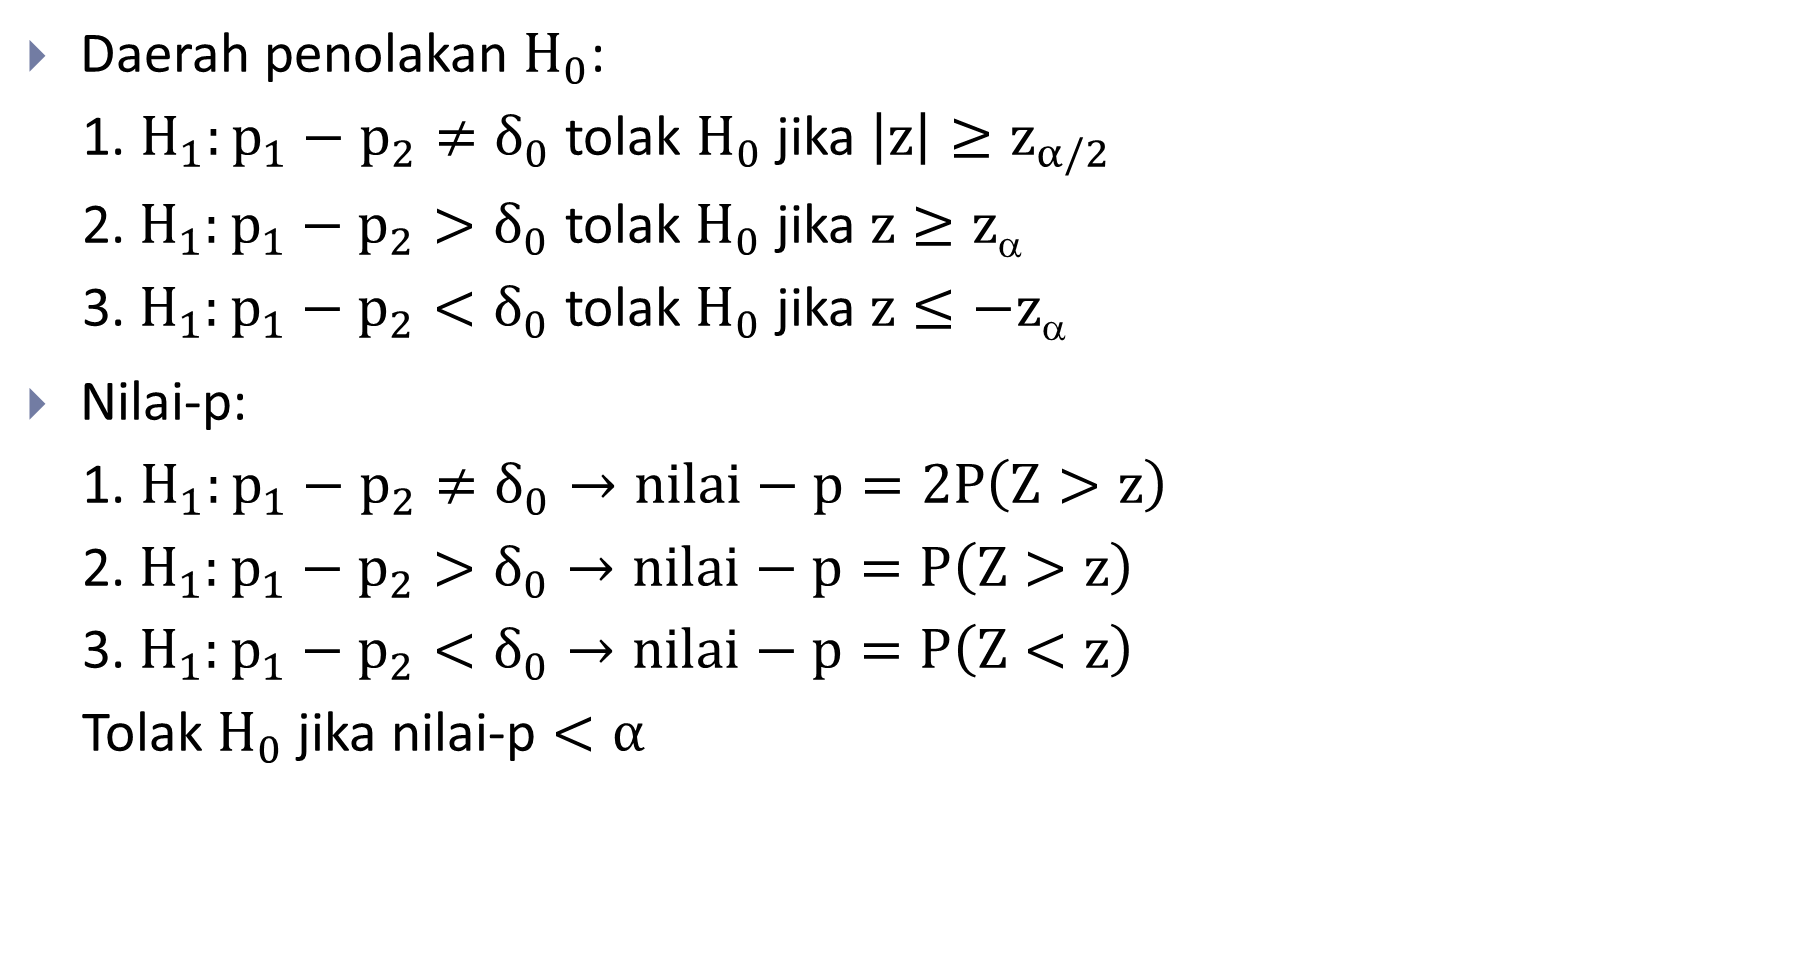 Daerah penolakan H₀:
1. H₁: p₁ − p₂ ≠ δ₀ tolak H₀ jika |z| ≥ z_α/2
2. H₁: p₁ − p₂ > δ₀ tolak H₀ jika z ≥ z_α
3. H₁: p₁ − p₂ < δ₀ tolak H₀ jika z ≤ −z_α
Nilai-p:
1. H₁: p₁ − p₂ ≠ δ₀ → nilai − p = 2P(Z > z)
2. H₁: p₁ − p₂ > δ₀ → nilai − p = P(Z > z)
3. H₁: p₁ − p₂ < δ₀ → nilai − p = P(Z < z)
Tolak H₀ jika nilai-p < α